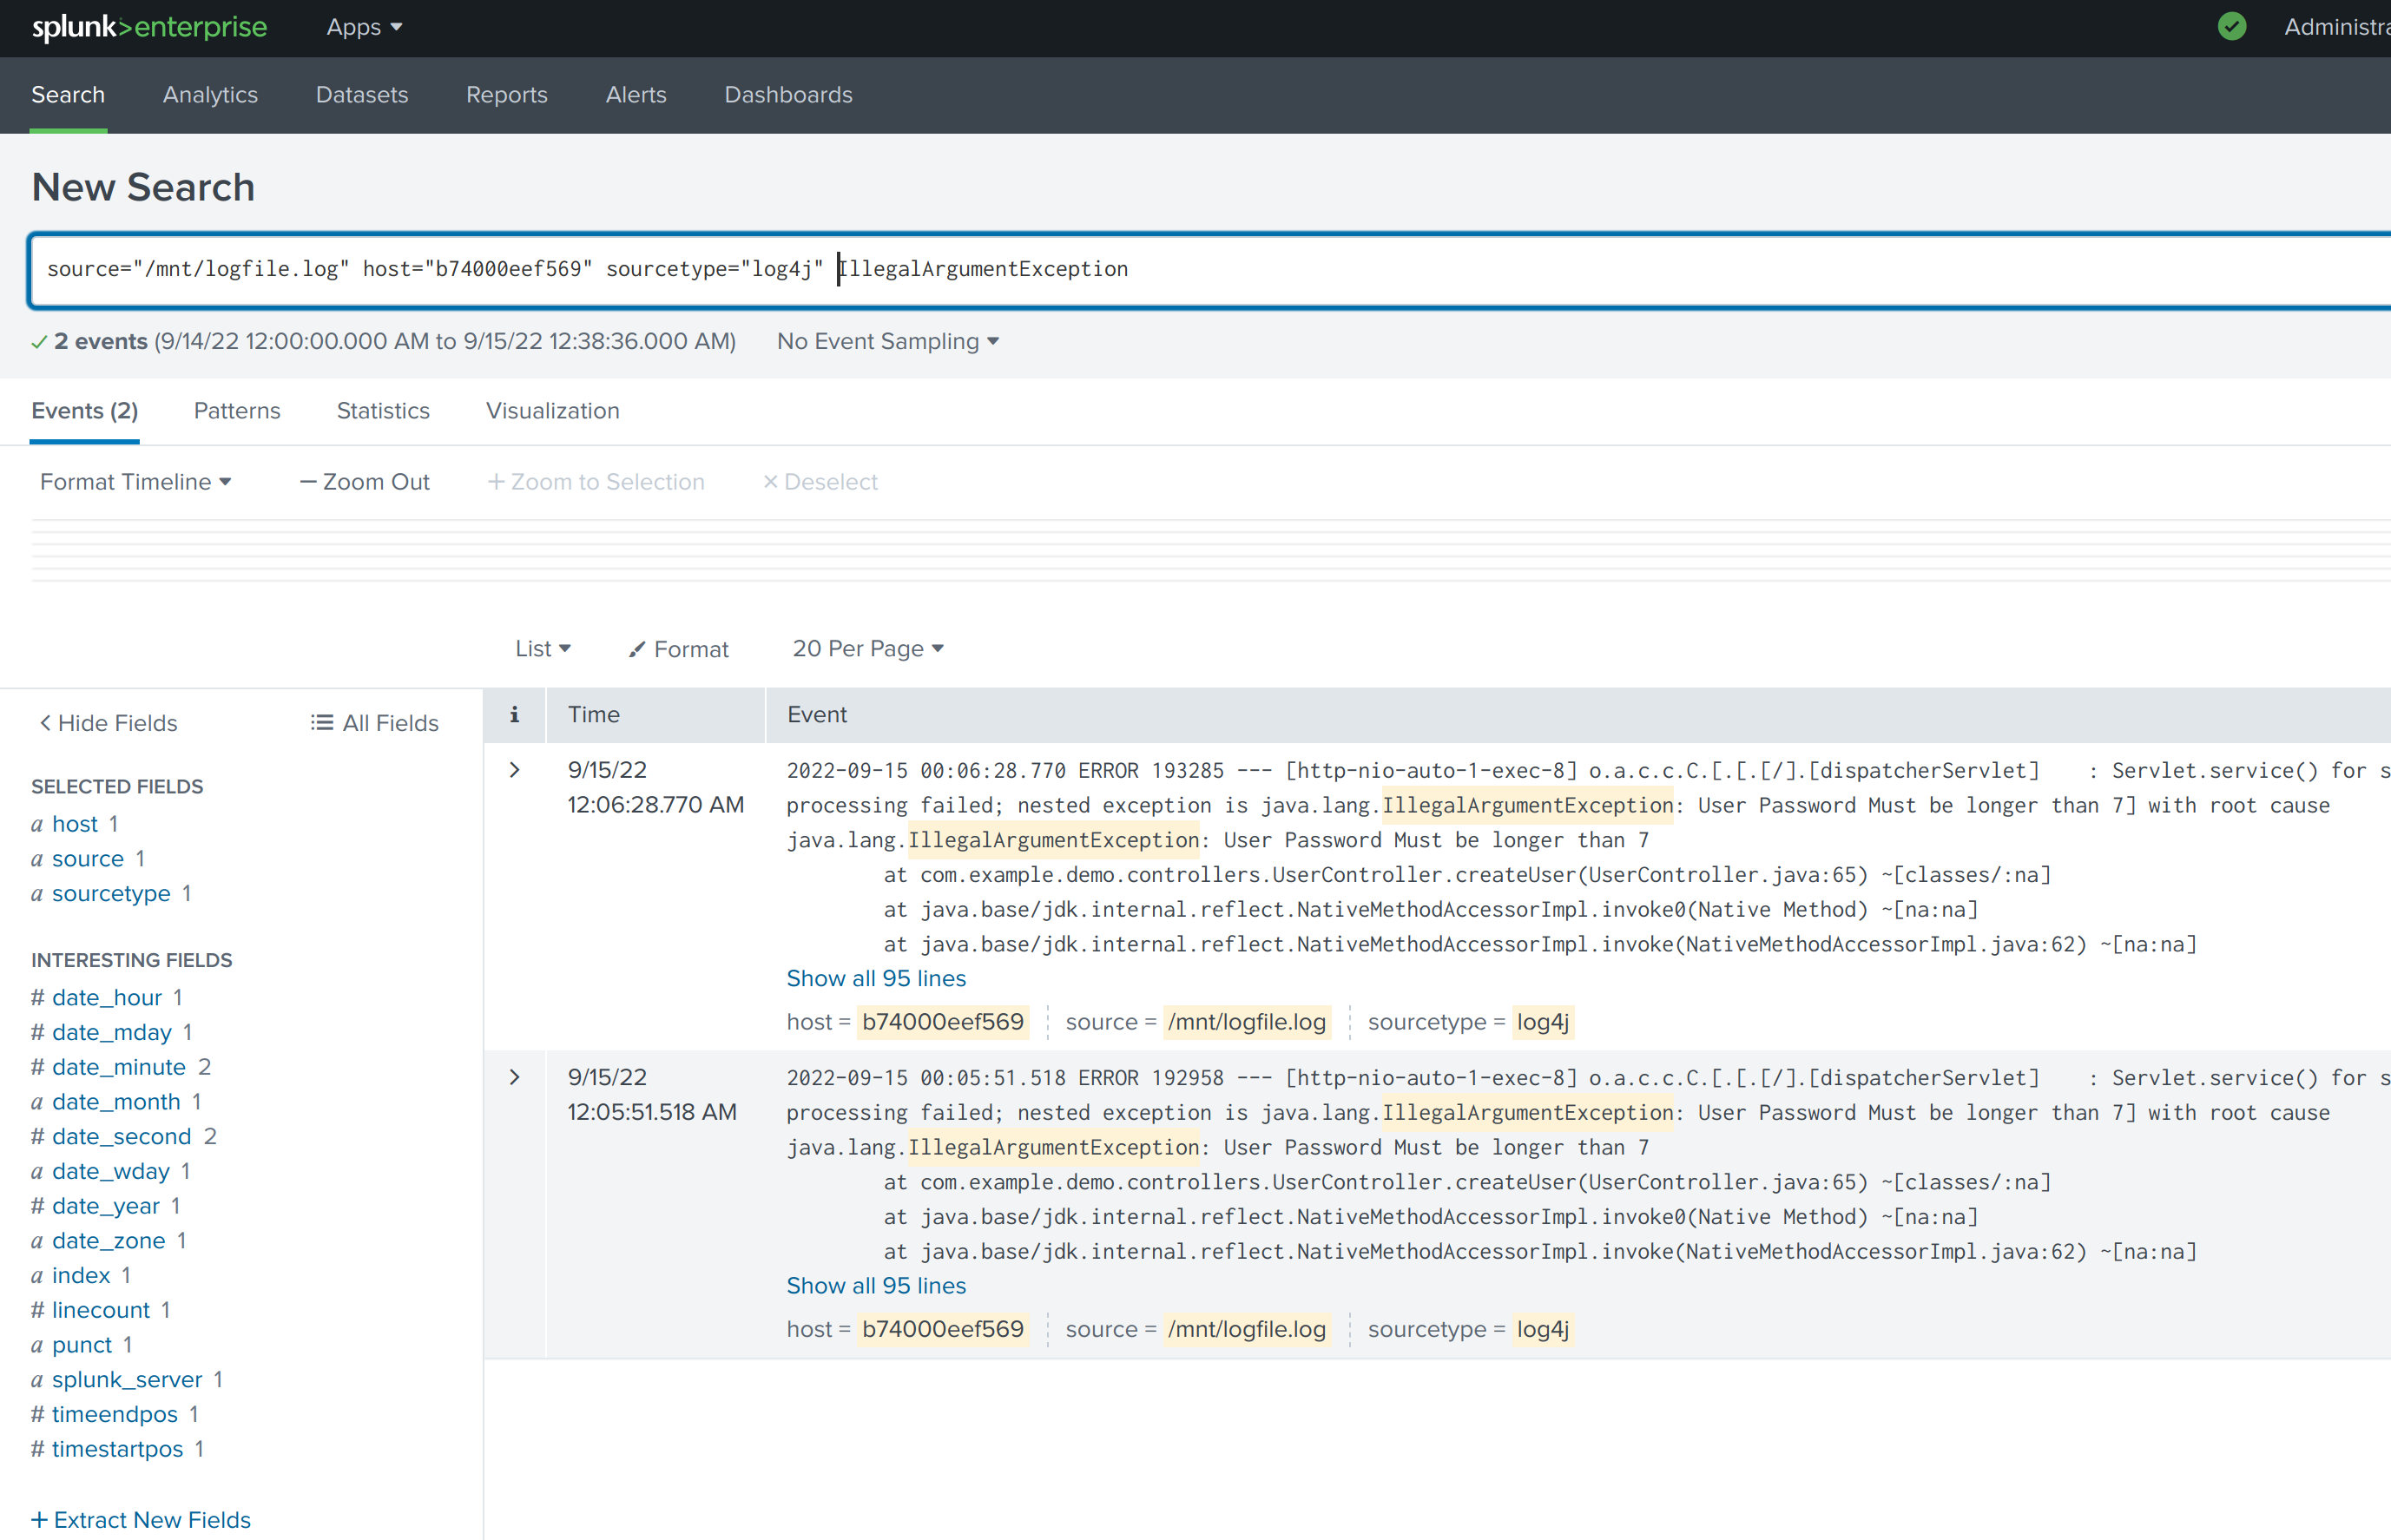 splunk>enterprise Apps Administra
Search Analytics Datasets Reports Alerts Dashboards
New Search
source="/mnt/logfile.log" host="b74000eef569" sourcetype="log4j" IllegalArgumentException
2 events (9/14/22 12:00:00.000 AM to 9/15/22 12:38:36.000 AM) No Event Sampling
Events (2) Patterns Statistics Visualization
Format Timeline — Zoom Out + Zoom to Selection × Deselect
List Format 20 Per Page
< Hide Fields All Fields
SELECTED FIELDS
a host 1
a source 1
a sourcetype 1
INTERESTING FIELDS
# date_hour 1
# date_mday 1
# date_minute 2
a date_month 1
# date_second 2
a date_wday 1
# date_year 1
a date_zone 1
a index 1
# linecount 1
a punct 1
a splunk_server 1
# timeendpos 1
# timestartpos 1
+ Extract New Fields
i Time Event
> 9/15/22 2022-09-15 00:06:28.770 ERROR 193285 --- [http-nio-auto-1-exec-8] o.a.c.c.C.[.[.[/].[dispatcherServlet]    : Servlet.service() for s
12:06:28.770 AM processing failed; nested exception is java.lang.IllegalArgumentException: User Password Must be longer than 7] with root cause
java.lang.IllegalArgumentException: User Password Must be longer than 7
at com.example.demo.controllers.UserController.createUser(UserController.java:65) ~[classes/:na]
at java.base/jdk.internal.reflect.NativeMethodAccessorImpl.invoke0(Native Method) ~[na:na]
at java.base/jdk.internal.reflect.NativeMethodAccessorImpl.invoke(NativeMethodAccessorImpl.java:62) ~[na:na]
Show all 95 lines
host = b74000eef569 source = /mnt/logfile.log sourcetype = log4j
> 9/15/22 2022-09-15 00:05:51.518 ERROR 192958 --- [http-nio-auto-1-exec-8] o.a.c.c.C.[.[.[/].[dispatcherServlet]    : Servlet.service() for s
12:05:51.518 AM processing failed; nested exception is java.lang.IllegalArgumentException: User Password Must be longer than 7] with root cause
java.lang.IllegalArgumentException: User Password Must be longer than 7
at com.example.demo.controllers.UserController.createUser(UserController.java:65) ~[classes/:na]
at java.base/jdk.internal.reflect.NativeMethodAccessorImpl.invoke0(Native Method) ~[na:na]
at java.base/jdk.internal.reflect.NativeMethodAccessorImpl.invoke(NativeMethodAccessorImpl.java:62) ~[na:na]
Show all 95 lines
host = b74000eef569 source = /mnt/logfile.log sourcetype = log4j